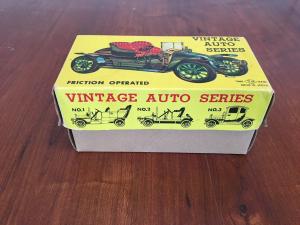 VINTAGE
AUTO
SERIES
FRICTION OPERATED
VINTAGE AUTO SERIES
NO.1
NO.2
NO.3